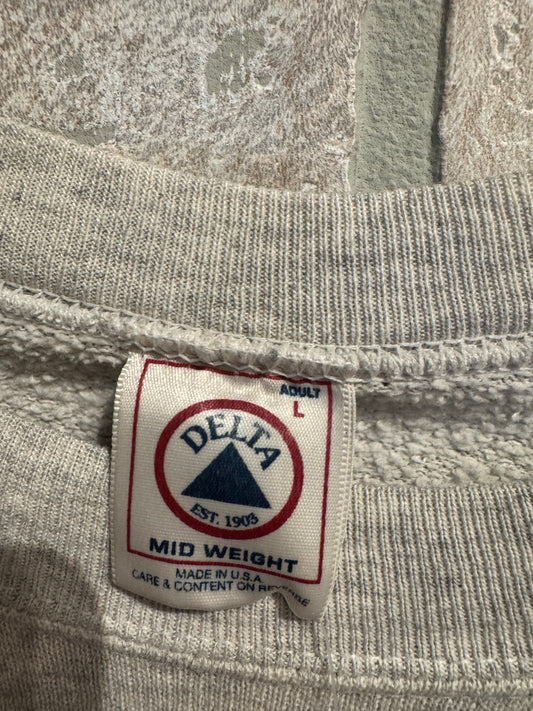 ADULT
L
DELTA
EST. 1903
MID WEIGHT
MADE IN U.S.A.
CARE & CONTENT ON REVERSE